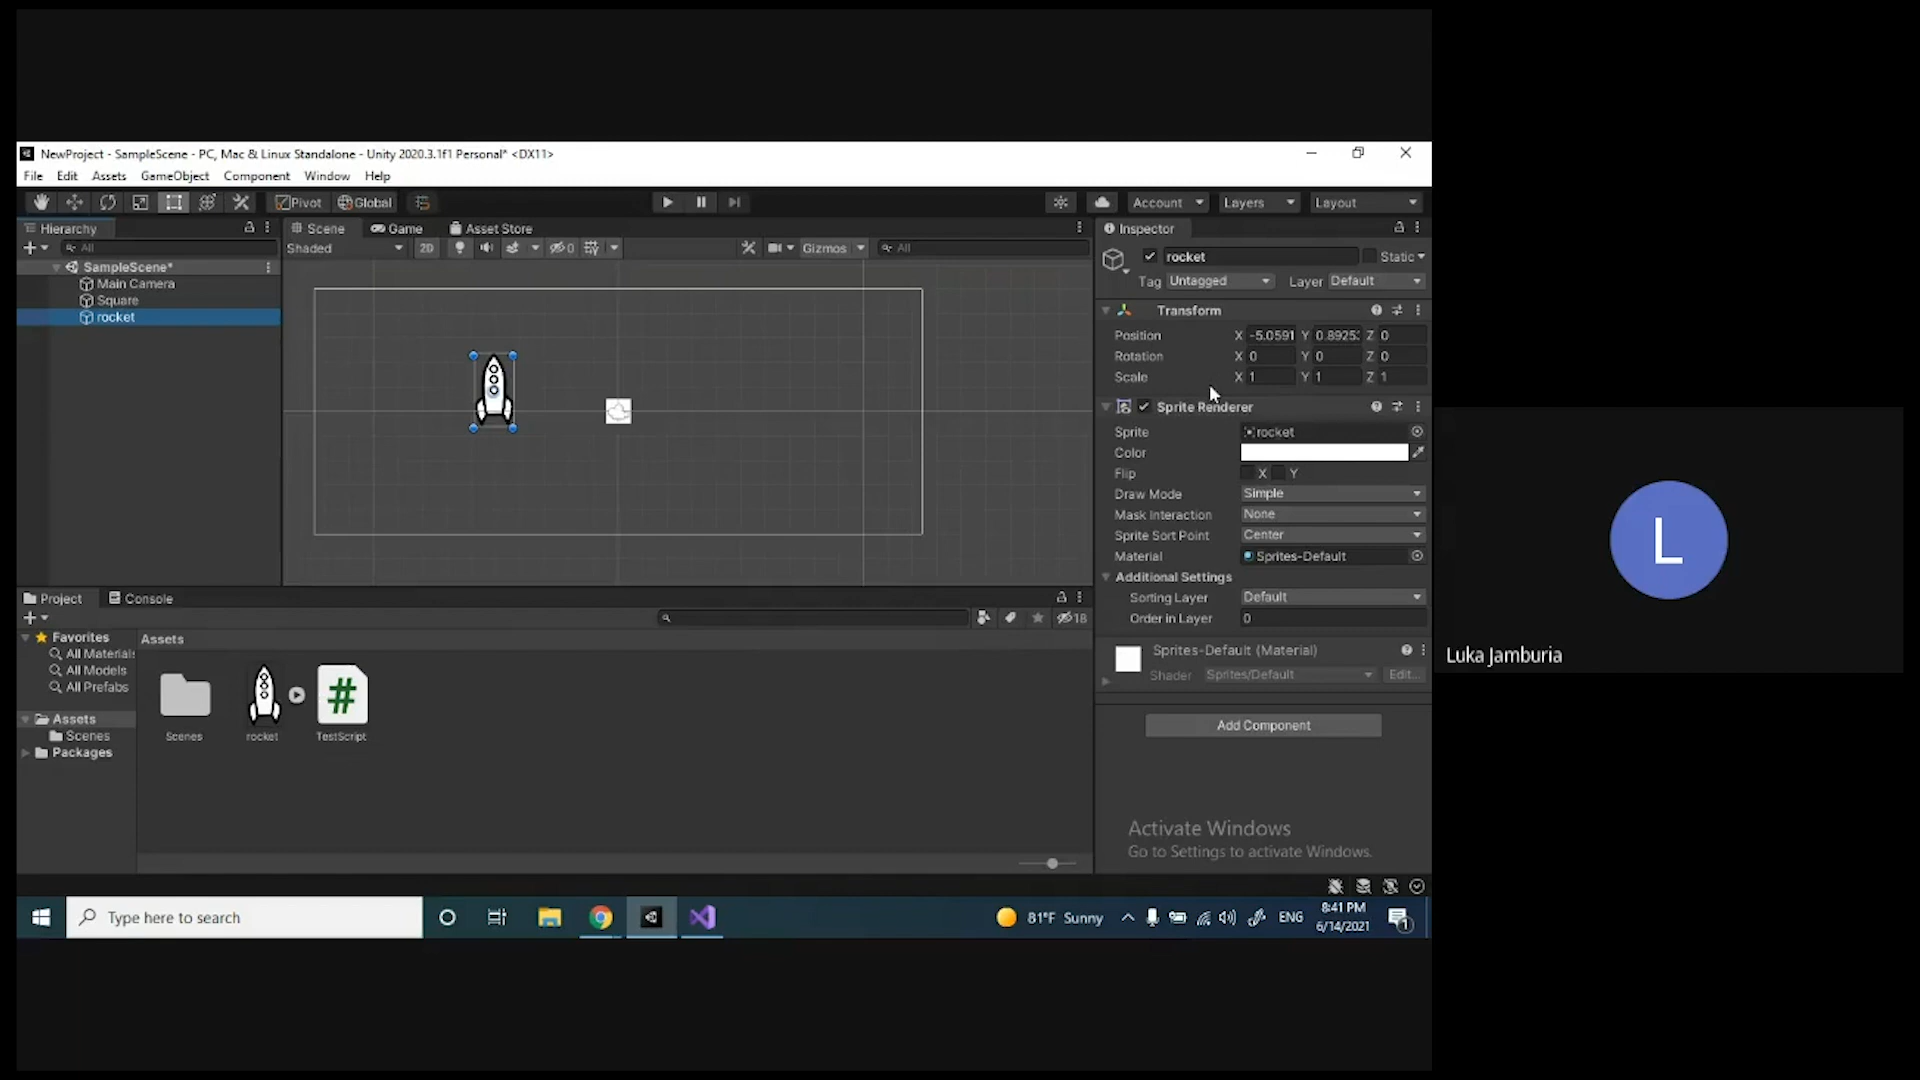 NewProject - SampleScene - PC, Mac & Linux Standalone - Unity 2020.3.1f1 Personal* <DX11>
File Edit Assets GameObject Component Window Help
Pivot Global Account Layers Layout
Hierarchy
All
SampleScene*
Main Camera
Square
rocket
Scene Game Asset Store
Shaded 2D 0 Gizmos All
Inspector
rocket Static
Tag Untagged Layer Default
Transform
Position X -5.0591 Y 0.8925 Z 0
Rotation X 0 Y 0 Z 0
Scale X 1 Y 1 Z 1
Sprite Renderer
Sprite rocket
Color
Flip X Y
Draw Mode Simple
Mask Interaction None
Sprite Sort Point Center
Material Sprites-Default
Additional Settings
Sorting Layer Default
Order in Layer 0
Sprites-Default (Material)
Shader Sprites/Default Edit...
Add Component
Project Console
18
Favorites
All Materials
All Models
All Prefabs
Assets
Scenes
Packages
Assets
Scenes rocket TestScript
#
Activate Windows
Go to Settings to activate Windows.
Type here to search
81°F Sunny
ENG
8:41 PM
6/14/2021
1
L
Luka Jamburia